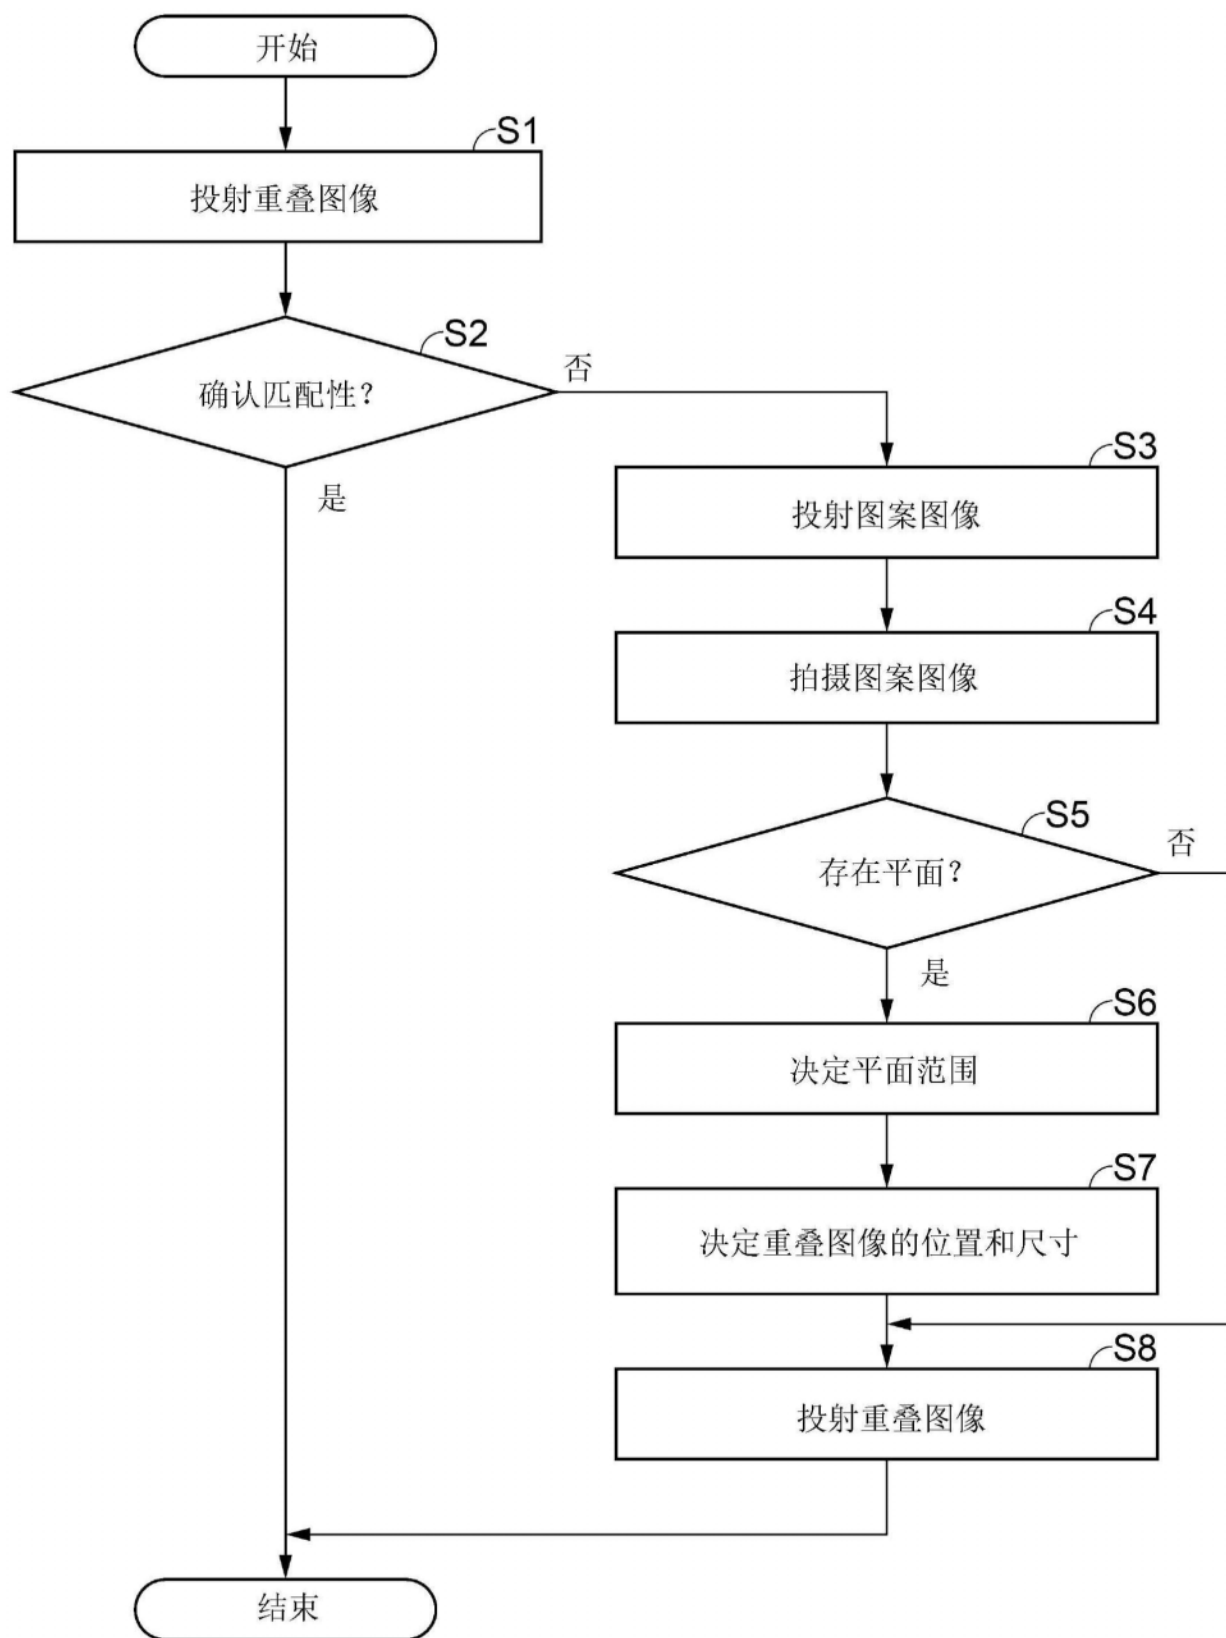 开始
S1
投射重叠图像
S2
确认匹配性?
否
是
S3
投射图案图像
S4
拍摄图案图像
S5
存在平面?
否
是
S6
决定平面范围
S7
决定重叠图像的位置和尺寸
S8
投射重叠图像
结束